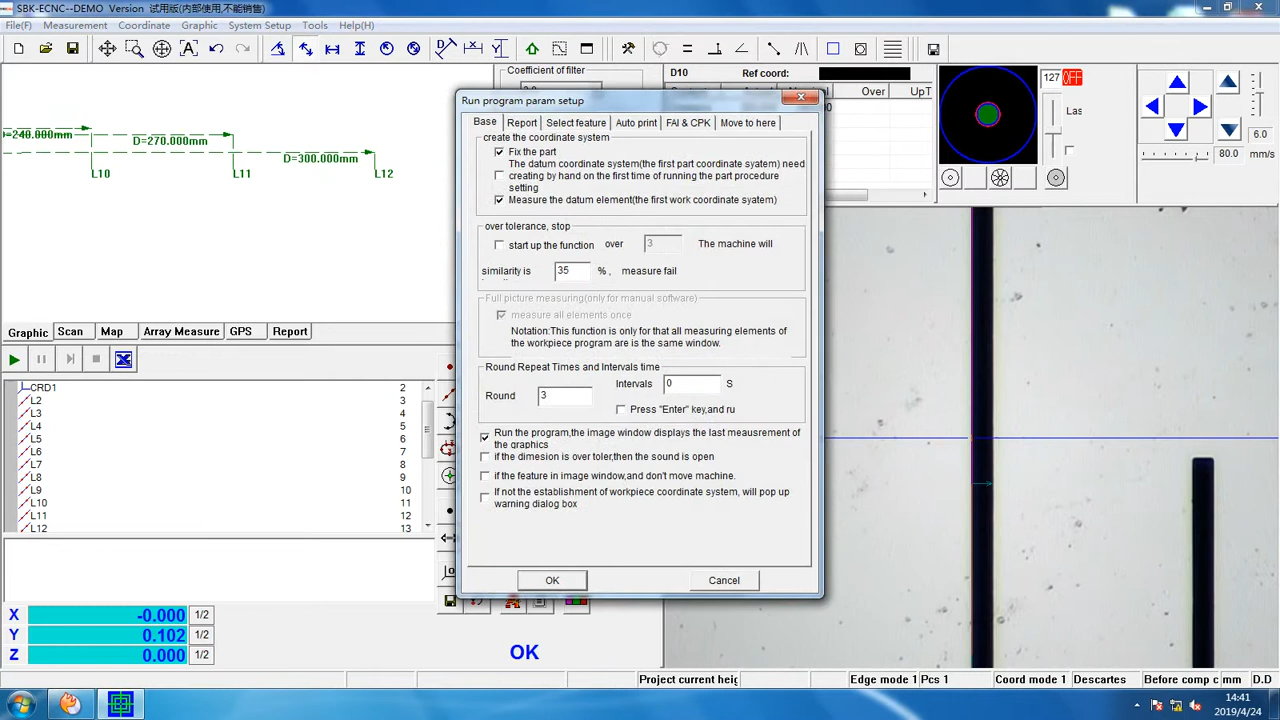 SBK-ECNC--DEMO Version 试用版(内部使用,不能销售)
File(F) Measurement Coordinate Graphic System Setup Tools Help(H)
Coefficient of filter
D10 Ref coord:
Over UpT
127 OFF
Las
6.0
80.0
mm/s
D=240.000mm
D=270.000mm
D=300.000mm
L10 L11 L12
Graphic Scan Map Array Measure GPS Report
CRD1 2
L2 3
L3 4
L4 5
L5 6
L6 7
L7 8
L8 9
L9 10
L10 11
L11 12
L12 13
X -0.000 1/2
Y 0.102 1/2
Z 0.000 1/2
OK
Run program param setup
Base Report Select feature Auto print FAI & CPK Move to here
create the coordinate system
Fix the part
The datum coordinate system(the first part coordinate system) need
creating by hand on the first time of running the part procedure
setting
Measure the datum element(the first work coordinate system)
over tolerance, stop
start up the function over 3 The machine will
similarity is 35 % , measure fail
Full picture measuring(only for manual software)
measure all elements once
Notation:This function is only for that all measuring elements of
the workpiece program are is the same window.
Round Repeat Times and Intervals time
Intervals 0 S
Round 3
Press "Enter" key,and ru
Run the program,the image window displays the last meausrement of
the graphics
if the dimesion is over toler,then the sound is open
if the feature in image window,and don't move machine.
If not the establishment of workpiece coordinate system, will pop up
warning dialog box
OK Cancel
Project current heig Edge mode 1 Pcs 1 Coord mode 1 Descartes Before comp c mm D.D
14:41
2019/4/24